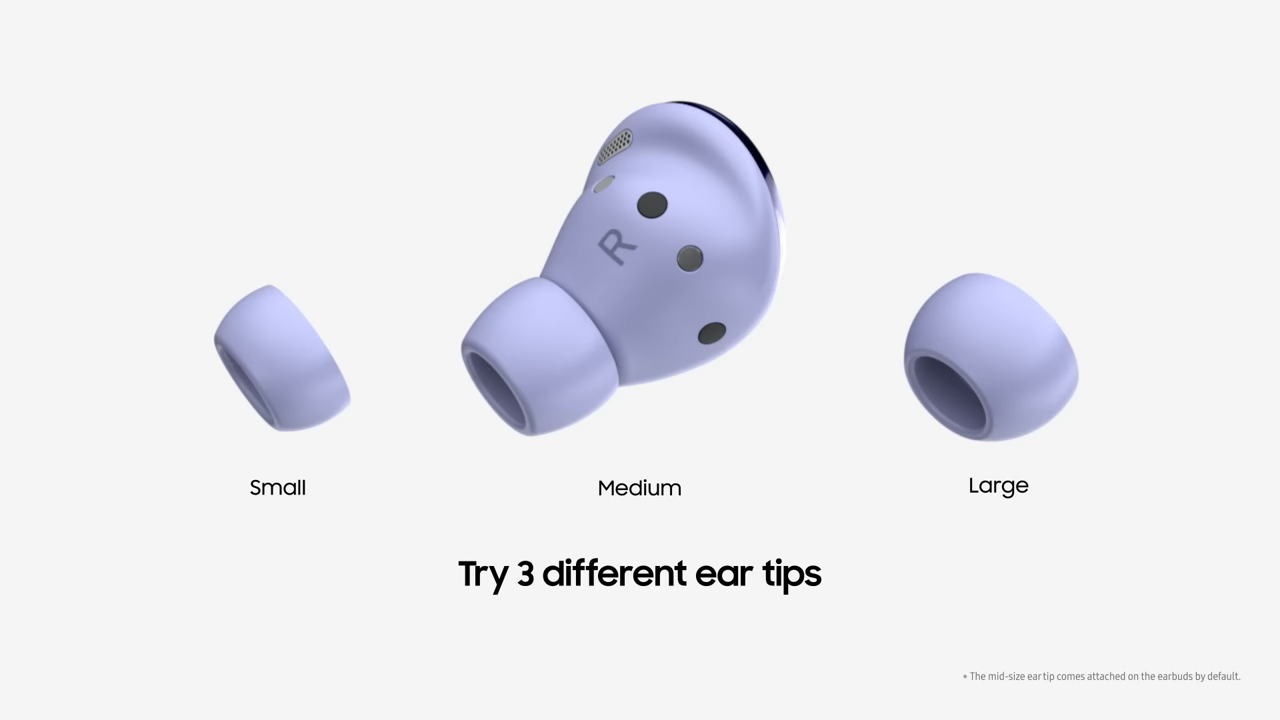 R
Small
Medium
Large
Try 3 different ear tips
* The mid-size ear tip comes attached on the earbuds by default.